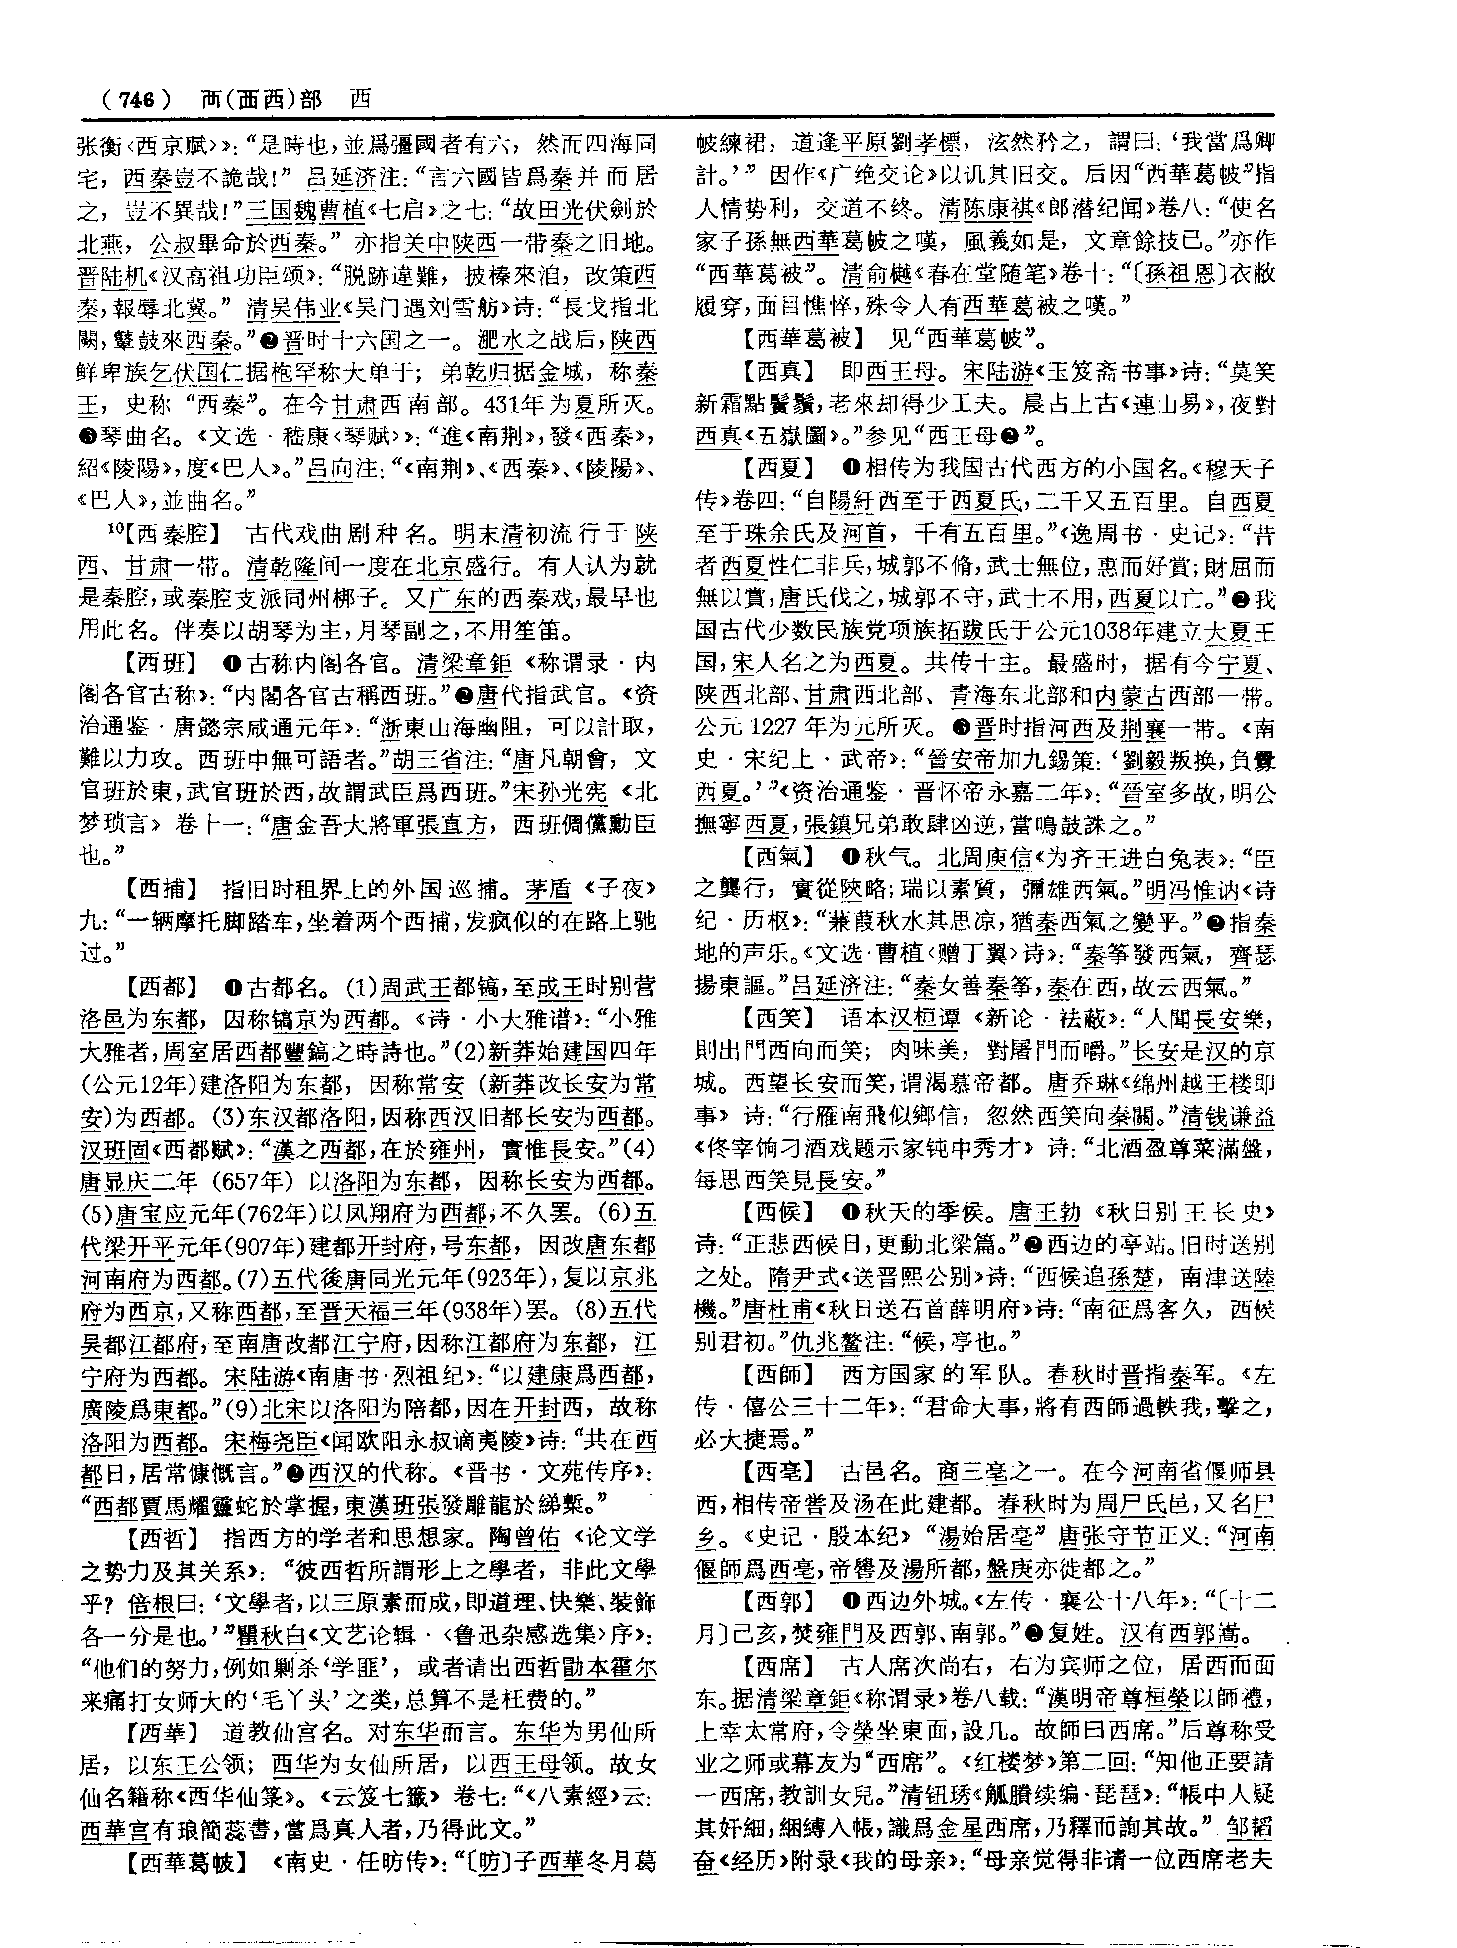 （746） 襾（覀西）部 西
张衡〈西京赋〉》：“是時也，並爲彊國者有六，然而四海同
宅，西秦豈不詭哉！”吕延济注：“言六國皆爲秦并而居
之，豈不異哉！”三国魏曹植《七启》之七：“故田光伏劍於
北燕，公叔畢命於西秦。”亦指关中陕西一带秦之旧地。
晋陆机《汉高祖功臣颂》：“脱跡違難，披榛來洎，改策西
秦，報辱北冀。”清吴伟业《吴门遇刘雪舫》诗：“長戈指北
闕，鼙鼓來西秦。”❷晋时十六国之一。淝水之战后，陕西
鲜卑族乞伏国仁据枹罕称大单于；弟乾归据金城，称秦
王，史称“西秦”。在今甘肃西南部。431年为夏所灭。
❸琴曲名。《文选·嵇康〈琴赋〉》：“進《南荆》，發《西秦》，
紹《陵陽》，度《巴人》。”吕向注：“《南荆》、《西秦》、《陵陽》、
《巴人》，並曲名。”
10【西秦腔】 古代戏曲剧种名。明末清初流行于陕
西、甘肃一带。清乾隆间一度在北京盛行。有人认为就
是秦腔，或秦腔支派同州梆子。又广东的西秦戏，最早也
用此名。伴奏以胡琴为主，月琴副之，不用笙笛。
【西班】 ❶古称内阁各官。清梁章鉅《称谓录·内
阁各官古称》：“内閣各官古稱西班。”❷唐代指武官。《资
治通鉴·唐懿宗咸通元年》：“浙東山海幽阻，可以計取，
難以力攻。西班中無可語者。”胡三省注：“唐凡朝會，文
官班於東，武官班於西，故謂武臣爲西班。”宋孙光宪《北
梦琐言》卷十一：“唐金吾大將軍張直方，西班倜儻勳臣
也。”
【西捕】 指旧时租界上的外国巡捕。茅盾《子夜》
九：“一辆摩托脚踏车，坐着两个西捕，发疯似的在路上驰
过。”
【西都】 ❶古都名。(1)周武王都镐，至成王时别营
洛邑为东都，因称镐京为西都。《诗·小大雅谱》：“小雅
大雅者，周室居西都豐鎬之時詩也。”(2)新莽始建国四年
(公元12年)建洛阳为东都，因称常安（新莽改长安为常
安）为西都。(3)东汉都洛阳，因称西汉旧都长安为西都。
汉班固《西都赋》：“漢之西都，在於雍州，實惟長安。”(4)
唐显庆二年（657年）以洛阳为东都，因称长安为西都。
(5)唐宝应元年(762年)以凤翔府为西都，不久罢。(6)五
代梁开平元年(907年)建都开封府，号东都，因改唐东都
河南府为西都。(7)五代後唐同光元年(923年)，复以京兆
府为西京，又称西都，至晋天福三年(938年)罢。(8)五代
吴都江都府，至南唐改都江宁府，因称江都府为东都，江
宁府为西都。宋陆游《南唐书·烈祖纪》：“以建康爲西都，
廣陵爲東都。”(9)北宋以洛阳为陪都，因在开封西，故称
洛阳为西都。宋梅尧臣《闻欧阳永叔谪夷陵》诗：“共在西
都日，居常慷慨言。”❷西汉的代称。《晋书·文苑传序》：
“西都賈馬耀靈蛇於掌握，東漢班張發雕龍於綈槧。”
【西哲】 指西方的学者和思想家。陶曾佑《论文学
之势力及其关系》：“彼西哲所謂形上之學者，非此文學
乎？倍根曰：‘文學者，以三原素而成，即道理、快樂、裝飾
各一分是也。’”瞿秋白《文艺论辑·〈鲁迅杂感选集〉序》：
“他们的努力，例如剿杀‘学匪’，或者请出西哲勖本霍尔
来痛打女师大的‘毛丫头’之类，总算不是枉费的。”
【西華】 道教仙宫名。对东华而言。东华为男仙所
居，以东王公领；西华为女仙所居，以西王母领。故女
仙名籍称《西华仙箓》。《云笈七籤》卷七：“《八素經》云：
西華宫有琅簡蕊書，當爲真人者，乃得此文。”
【西華葛帔】 《南史·任昉传》：“〔昉〕子西華冬月葛
帔練裙，道逢平原劉孝標，泫然矜之，謂曰：‘我當爲卿
計。’”因作《广绝交论》以讥其旧交。后因“西華葛帔”指
人情势利，交道不终。清陈康祺《郎潜纪闻》卷八：“使名
家子孫無西華葛帔之嘆，風義如是，文章餘技已。”亦作
“西華葛被”。清俞樾《春在堂随笔》卷十：“〔孫祖恩〕衣敝
履穿，面目憔悴，殊令人有西華葛被之嘆。”
【西華葛被】 见“西華葛帔”。
【西真】 即西王母。宋陆游《玉笈斋书事》诗：“莫笑
新霜點鬢鬚，老來却得少工夫。晨占上古《連山易》，夜對
西真《五嶽圖》。”参见“西王母❷”。
【西夏】 ❶相传为我国古代西方的小国名。《穆天子
传》卷四：“自陽紆西至于西夏氏，二千又五百里。自西夏
至于珠余氏及河首，千有五百里。”《逸周书·史记》：“昔
者西夏性仁非兵，城郭不脩，武士無位，惠而好賞；財屈而
無以賞，唐氏伐之，城郭不守，武士不用，西夏以亡。”❷我
国古代少数民族党项族拓跋氏于公元1038年建立大夏王
国，宋人名之为西夏。共传十主。最盛时，据有今宁夏、
陕西北部、甘肃西北部、青海东北部和内蒙古西部一带。
公元1227年为元所灭。❸晋时指河西及荆襄一带。《南
史·宋纪上·武帝》：“晉安帝加九錫策：‘劉毅叛换，負釁
西夏。’”《资治通鉴·晋怀帝永嘉二年》：“晉室多故，明公
撫寧西夏，張鎮兄弟敢肆凶逆，當鳴鼓誅之。”
【西氣】 ❶秋气。北周庾信《为齐王进白兔表》：“臣
之龔行，實從陝略；瑞以素質，彌雄西氣。”明冯惟讷《诗
纪·历枢》：“蒹葭秋水其思凉，猶秦西氣之變乎。”❷指秦
地的声乐。《文选·曹植〈赠丁翼〉诗》：“秦筝發西氣，齊瑟
揚東謳。”吕延济注：“秦女善秦筝，秦在西，故云西氣。”
【西笑】 语本汉桓谭《新论·祛蔽》：“人聞長安樂，
則出門西向而笑；肉味美，對屠門而嚼。”长安是汉的京
城。西望长安而笑，谓渴慕帝都。唐乔琳《绵州越王楼即
事》诗：“行雁南飛似鄉信，忽然西笑向秦關。”清钱谦益
《佟宰饷刁酒戏题示家钝中秀才》诗：“北酒盈尊菜滿盤，
每思西笑見長安。”
【西候】 ❶秋天的季侯。唐王勃《秋日别王长史》
诗：“正悲西候日，更動北梁篇。”❷西边的亭站。旧时送别
之处。隋尹式《送晋熙公别》诗：“西候追孫楚，南津送陸
機。”唐杜甫《秋日送石首薛明府》诗：“南征爲客久，西候
别君初。”仇兆鳌注：“候，亭也。”
【西師】 西方国家的军队。春秋时晋指秦军。《左
传·僖公三十二年》：“君命大事，將有西師過軼我，擊之，
必大捷焉。”
【西亳】 古邑名。商三亳之一。在今河南省偃师县
西，相传帝喾及汤在此建都。春秋时为周尸氏邑，又名尸
乡。《史记·殷本纪》“湯始居亳”唐张守节正义：“河南
偃師爲西亳，帝嚳及湯所都，盤庚亦徙都之。”
【西郭】 ❶西边外城。《左传·襄公十八年》：“〔十二
月〕己亥，焚雍門及西郭、南郭。”❷复姓。汉有西郭嵩。
【西席】 古人席次尚右，右为宾师之位，居西而面
东。据清梁章鉅《称谓录》卷八载：“漢明帝尊桓榮以師禮，
上幸太常府，令榮坐東面，設几。故師曰西席。”后尊称受
业之师或幕友为“西席”。《红楼梦》第二回：“知他正要請
一西席，教訓女兒。”清钮琇《觚賸续编·琵琶》：“帳中人疑
其奸細，綑縛入帳，識爲金星西席，乃釋而詢其故。”邹韬
奋《经历》附录《我的母亲》：“母亲觉得非请一位西席老夫